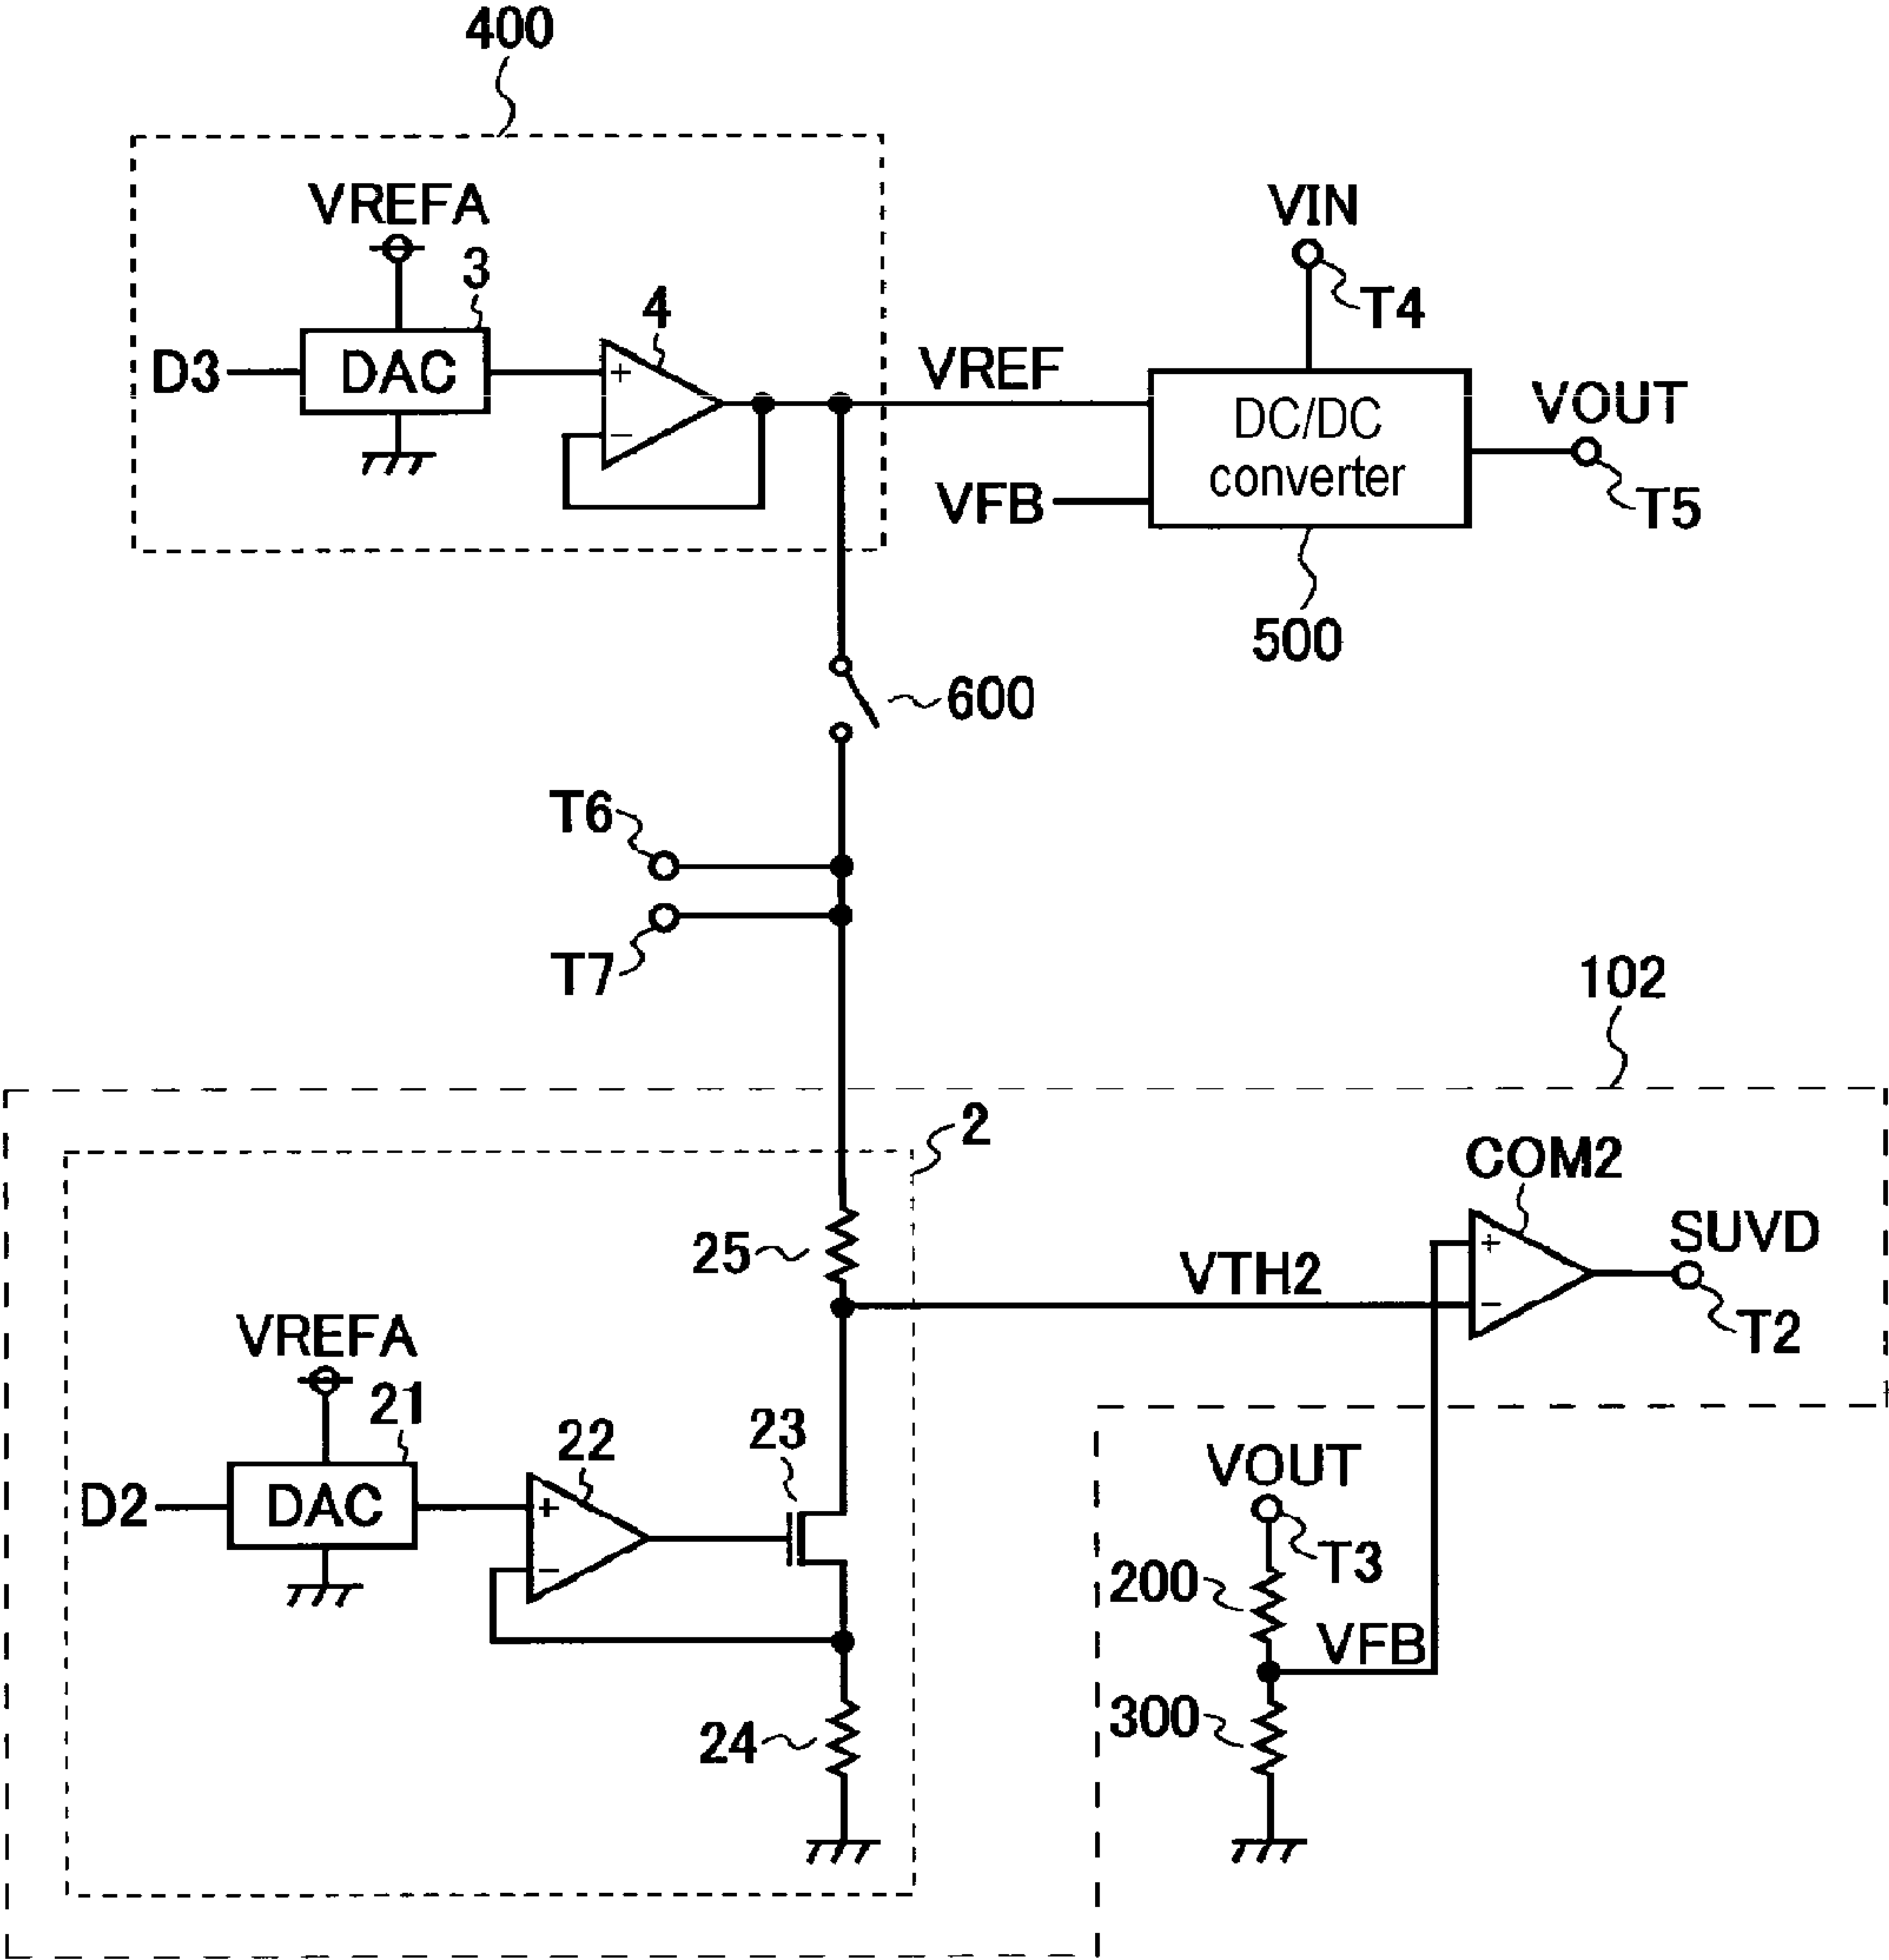 400
VREFA
3
D3
DAC
4
+
−
VREF
VFB
VIN
T4
DC/DC
converter
VOUT
T5
500
600
T6
T7
102
2
25
VTH2
COM2
+
−
SUVD
T2
VREFA
21
D2
DAC
22
+
−
23
24
VOUT
T3
200
VFB
300